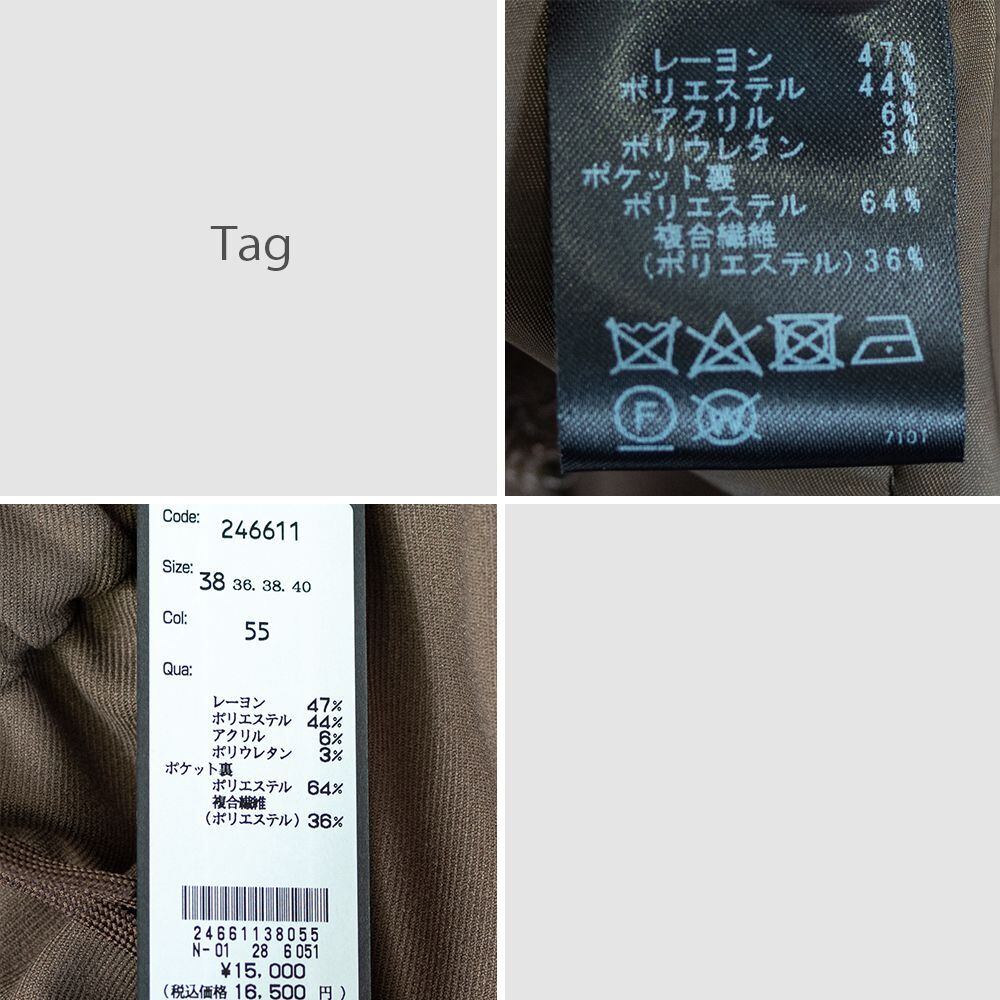 Tag
レーヨン 47%
ポリエステル 44%
アクリル 6%
ポリウレタン 3%
ポケット裏
ポリエステル 64%
複合繊維
(ポリエステル) 36%
F
W
7101
Code: 246611
Size: 38 36. 38. 40
Col: 55
Qua:
レーヨン 47%
ポリエステル 44%
アクリル 6%
ポリウレタン 3%
ポケット裏
ポリエステル 64%
複合繊維
(ポリエステル) 36%
24661138055
N-01 28 6051
¥15,000
(税込価格 16,500 円)